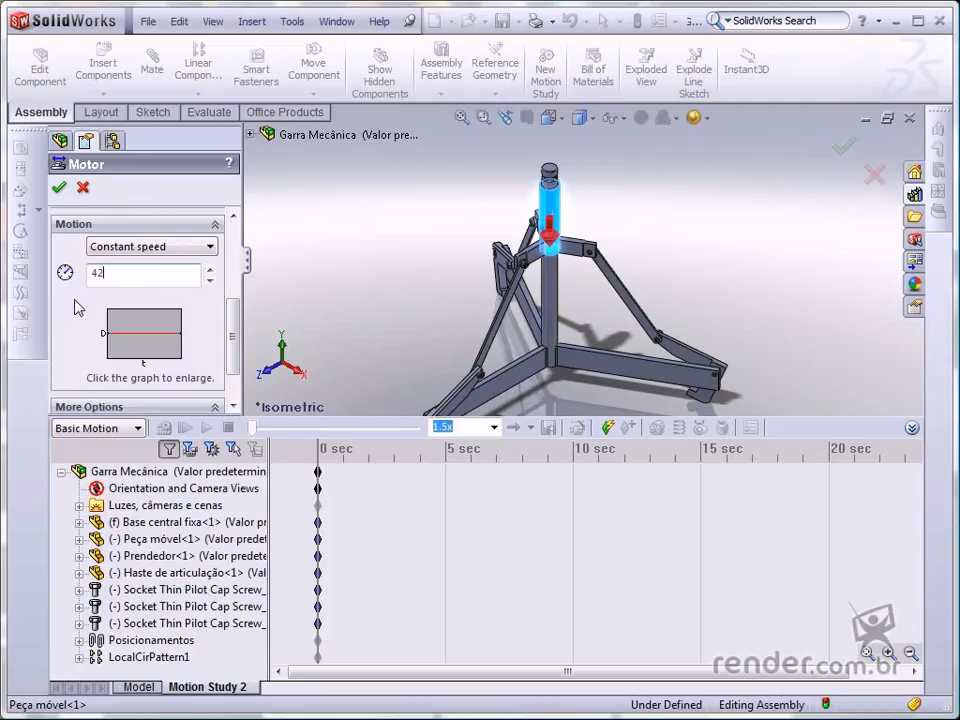 SolidWorks File Edit View Insert Tools Window Help 3... SolidWorks Search
Edit Component
Insert Components
Mate
Linear Compon...
Smart Fasteners
Move Component
Show Hidden Components
Assembly Features
Reference Geometry
New Motion Study
Bill of Materials
Exploded View
Explode Line Sketch
Instant3D
Assembly Layout Sketch Evaluate Office Products
Garra Mecânica (Valor pre...
Motor ?
Motion
Constant speed
42
D
t
Click the graph to enlarge.
More Options
Y
Z X
*Isometric
Basic Motion 1.5x
0 sec 5 sec 10 sec 15 sec 20 sec
Garra Mecânica (Valor predetermin
Orientation and Camera Views
Luzes, câmeras e cenas
(f) Base central fixa<1> (Valor pr
(-) Peça móvel<1> (Valor predet
(-) Prendedor<1> (Valor predete
(-) Haste de articulação<1> (Val
(-) Socket Thin Pilot Cap Screw_
(-) Socket Thin Pilot Cap Screw_
(-) Socket Thin Pilot Cap Screw_
Posicionamentos
LocalCirPattern1
render.com.br
Model Motion Study 2
Peça móvel<1> Under Defined Editing Assembly